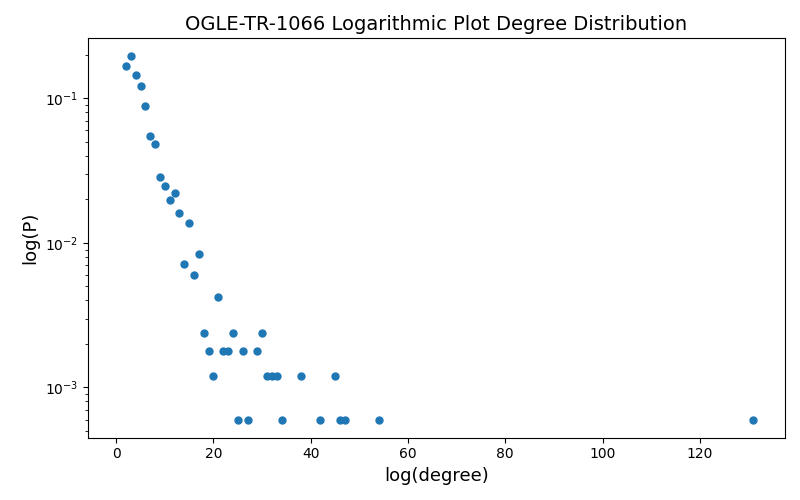 OGLE-TR-1066 Logarithmic Plot Degree Distribution
log(P)
10⁻¹
10⁻²
10⁻³
0 20 40 60 80 100 120
log(degree)